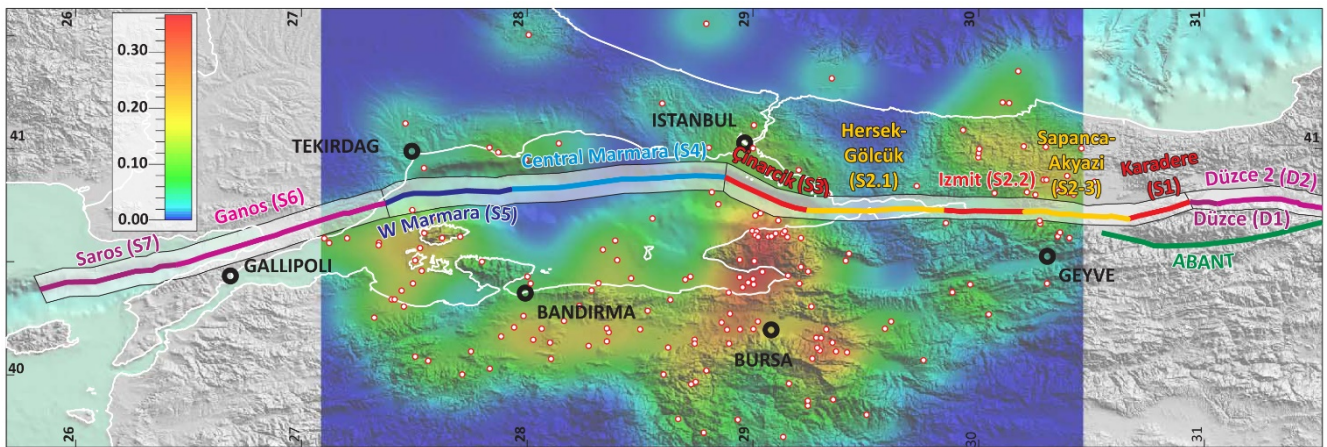 26
27
28
29
30
31
0.30
0.20
0.10
0.00
41
41
ISTANBUL
TEKIRDAG
Hersek-
Gölcük
(S2.1)
Sapanca-
Akyazi
(S2-3)
Central Marmara (S4)
Çinarcik (S3)
Izmit (S2.2)
Karadere
(S1)
Düzce 2 (D2)
Ganos (S6)
W Marmara (S5)
Düzce (D1)
Saros (S7)
GALLIPOLI
GEYVE
ABANT
BANDIRMA
BURSA
40
40
26
27
28
29
30
31